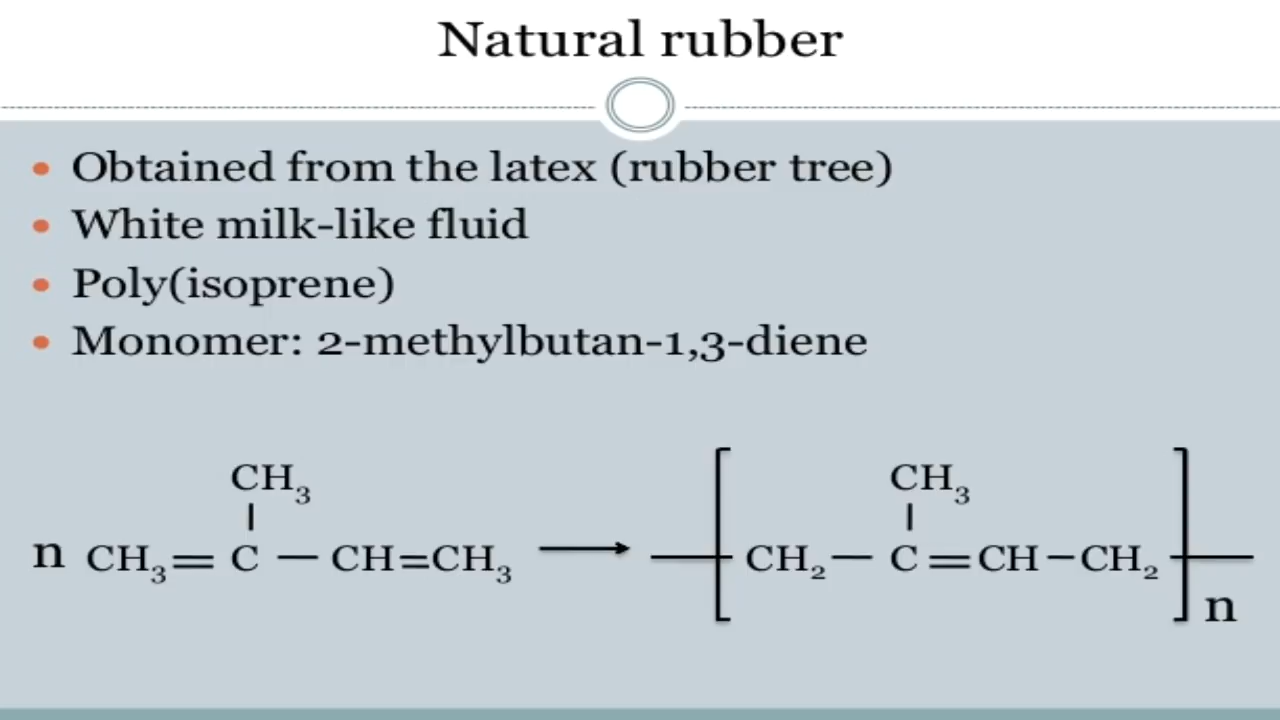 Natural rubber
• Obtained from the latex (rubber tree)
• White milk-like fluid
• Poly(isoprene)
• Monomer: 2-methylbutan-1,3-diene
CH₃ CH₃
n CH₃= C — CH=CH₃ → [ CH₂— C =CH–CH₂ ]
n